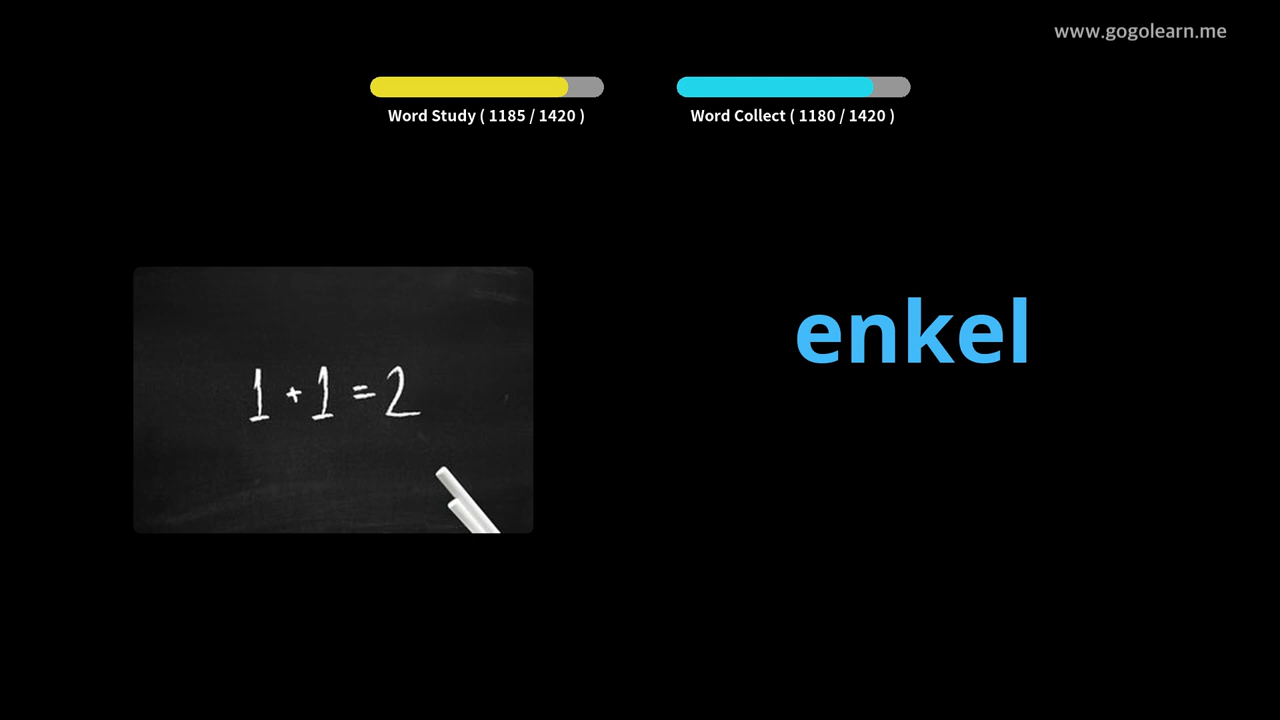 www.gogolearn.me
Word Study ( 1185 / 1420 )
Word Collect ( 1180 / 1420 )
enkel
1 + 1 = 2